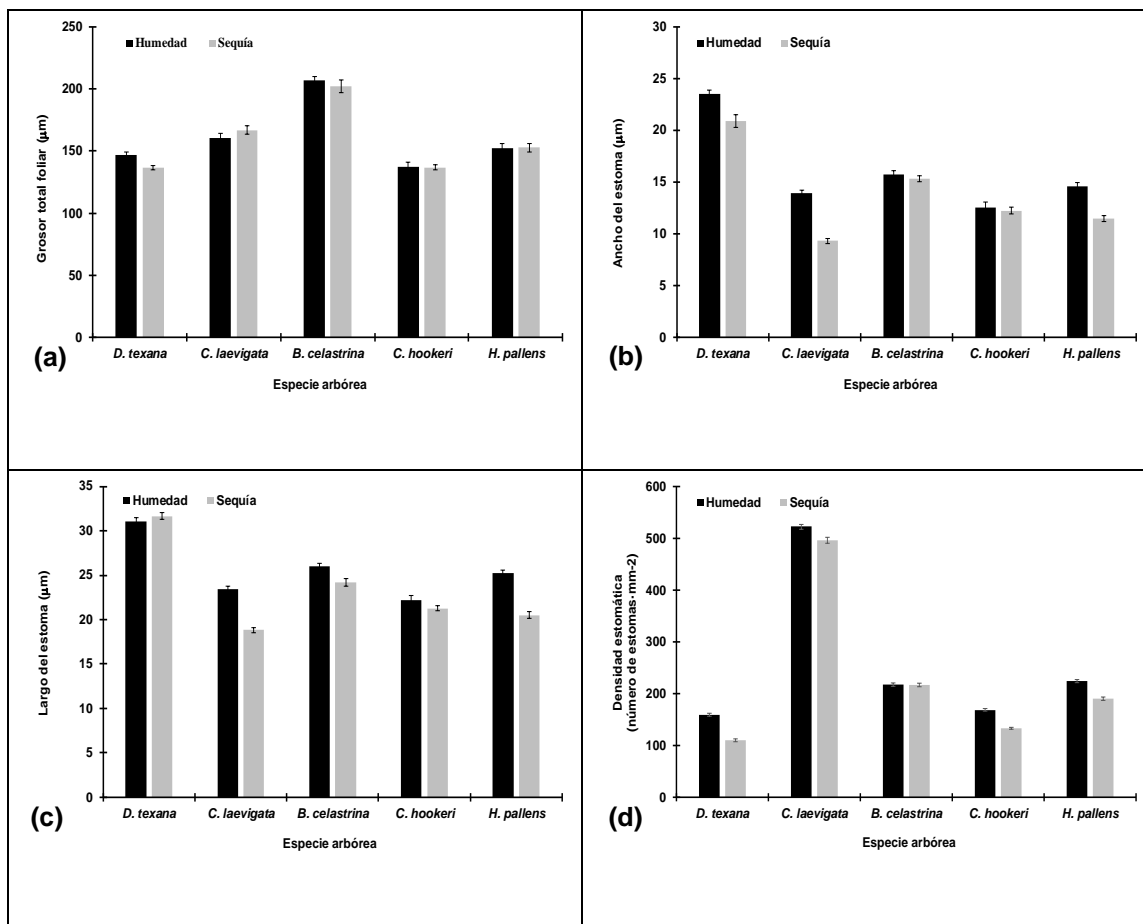 250
200
150
100
50
0
Grosor total foliar (µm)
Humedad Sequía
D. texana C. laevigata B. celastrina C. hookeri H. pallens
(a)
Especie arbórea
30
25
20
15
10
5
0
Ancho del estoma (µm)
Humedad Sequía
D. texana C. laevigata B. celastrina C. hookeri H. pallens
(b)
Especie arbórea
35
30
25
20
15
10
5
0
Largo del estoma (µm)
Humedad Sequía
D. texana C. laevigata B. celastrina C. hookeri H. pallens
(c)
Especie arbórea
600
500
400
300
200
100
0
Densidad estomática
(número de estomas·mm-2)
Humedad Sequía
D. texana C. laevigata B. celastrina C. hookeri H. pallens
(d)
Especie arbórea